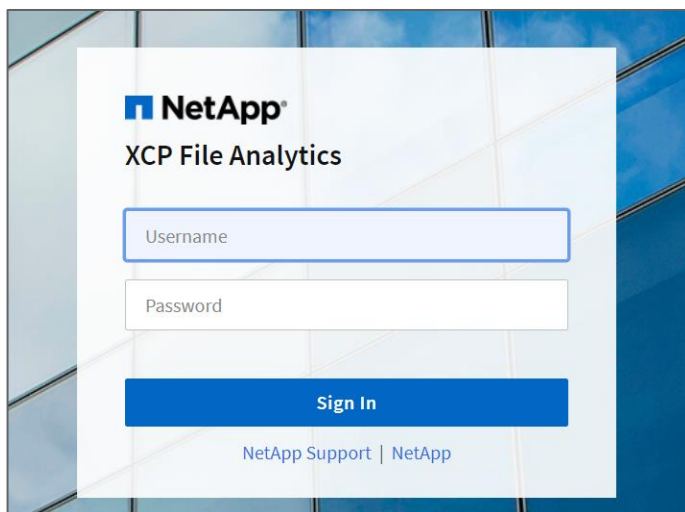 NetApp®
XCP File Analytics
Username
Password
Sign In
NetApp Support | NetApp